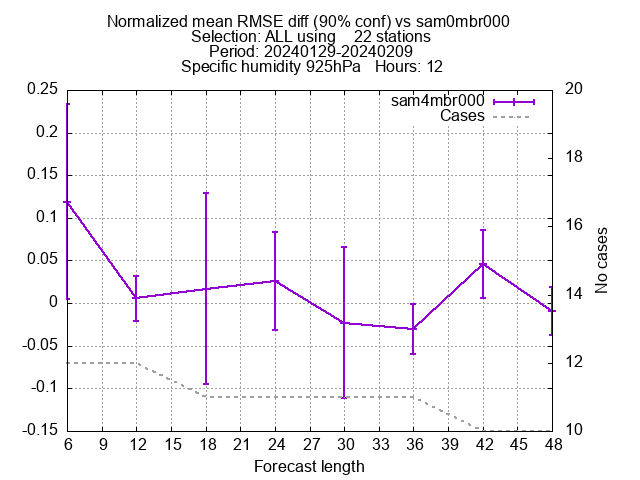 Normalized mean RMSE diff (90% conf) vs sam0mbr000
Selection: ALL using    22 stations
Period: 20240129-20240209
Specific humidity 925hPa   Hours: 12
sam4mbr000
Cases
0.25
0.2
0.15
0.1
0.05
0
-0.05
-0.1
-0.15
20
18
16
14
12
10
No cases
6 9 12 15 18 21 24 27 30 33 36 39 42 45 48
Forecast length